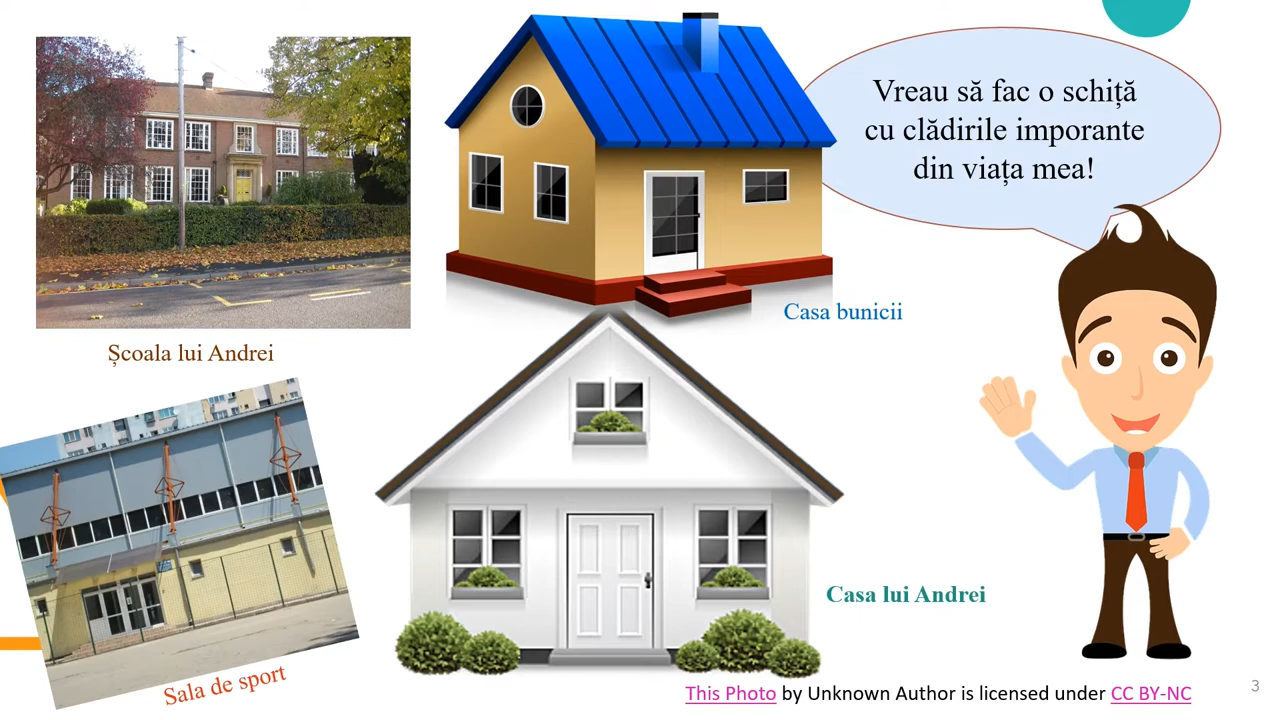 Vreau să fac o schiță
cu clădirile imporante
din viața mea!
Casa bunicii
Școala lui Andrei
Casa lui Andrei
Sala de sport
This Photo by Unknown Author is licensed under CC BY-NC
3